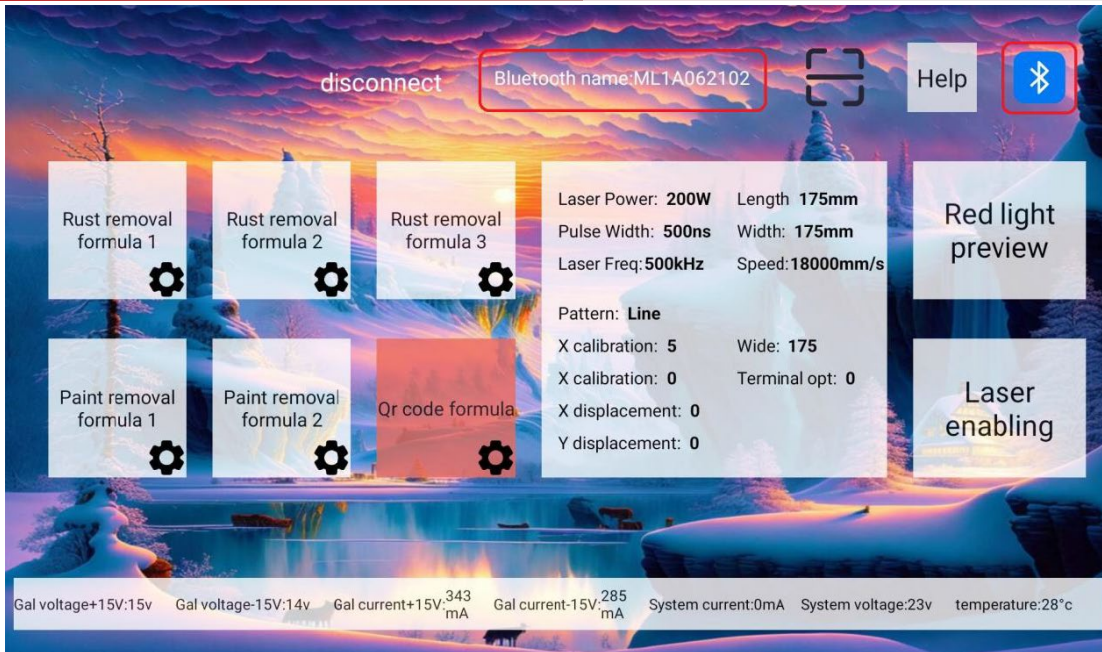 disconnect
Bluetooth name:ML1A062102
Help
Rust removal
formula 1
Rust removal
formula 2
Rust removal
formula 3
Paint removal
formula 1
Paint removal
formula 2
Qr code formula
Laser Power: 200W Length 175mm
Pulse Width: 500ns Width: 175mm
Laser Freq:500kHz Speed:18000mm/s
Pattern: Line
X calibration: 5 Wide: 175
X calibration: 0 Terminal opt: 0
X displacement: 0
Y displacement: 0
Red light
preview
Laser
enabling
Gal voltage+15V:15v Gal voltage-15V:14v Gal current+15V:343 mA Gal current-15V:285 mA System current:0mA System voltage:23v temperature:28°c